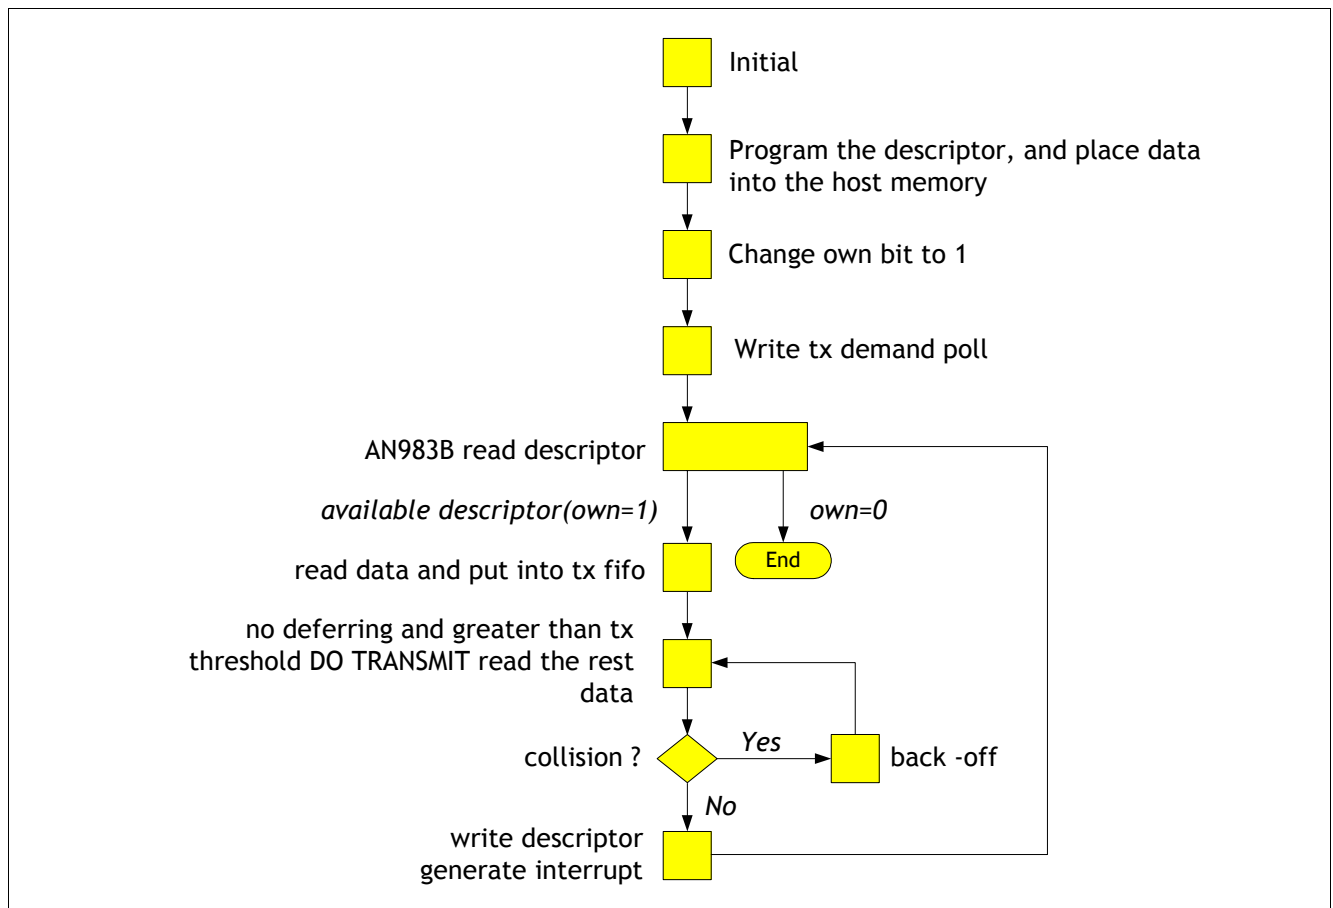 Initial
Program the descriptor, and place data
into the host memory
Change own bit to 1
Write tx demand poll
AN983B read descriptor
available descriptor(own=1)
own=0
End
read data and put into tx fifo
no deferring and greater than tx
threshold DO TRANSMIT read the rest
data
collision ?
Yes
back -off
No
write descriptor
generate interrupt